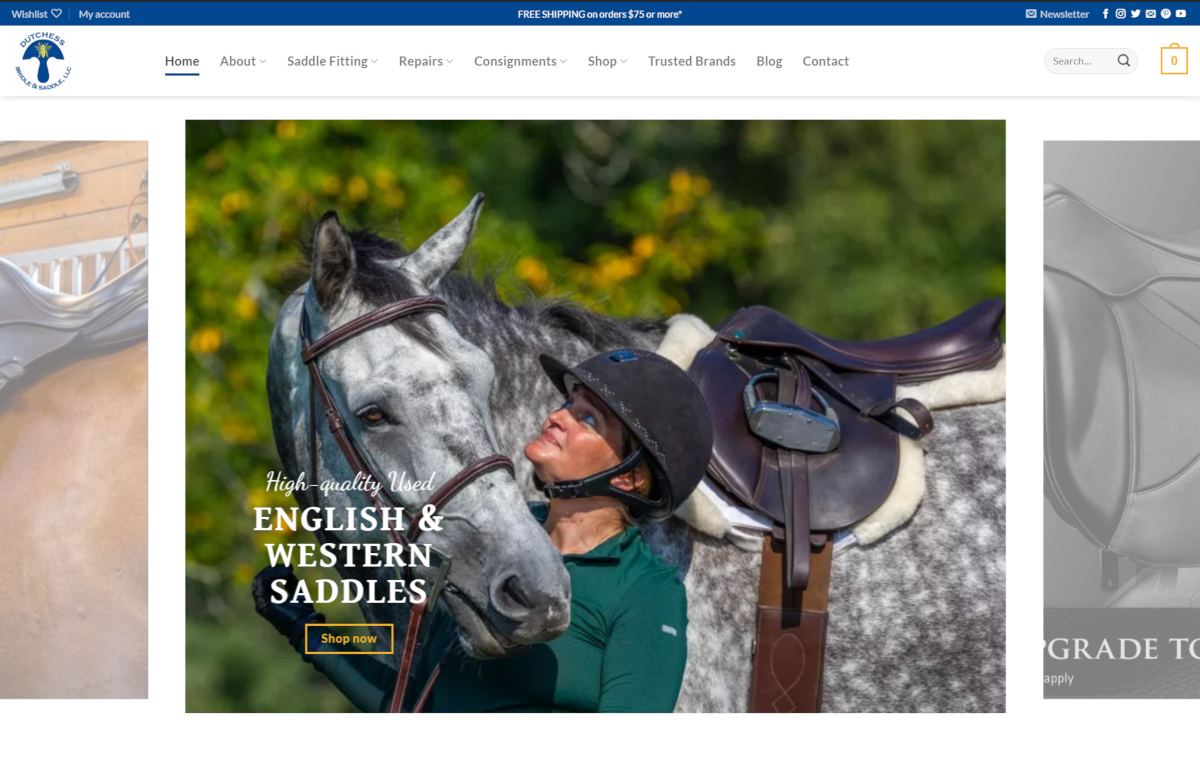 Wishlist
My account
FREE SHIPPING on orders $75 or more*
Newsletter
DUTCHESS
BRIDLE & SADDLE, LLC
Home
About
Saddle Fitting
Repairs
Consignments
Shop
Trusted Brands
Blog
Contact
Search...
0
High-quality Used
ENGLISH &
WESTERN
SADDLES
Shop now
PGRADE TO
apply